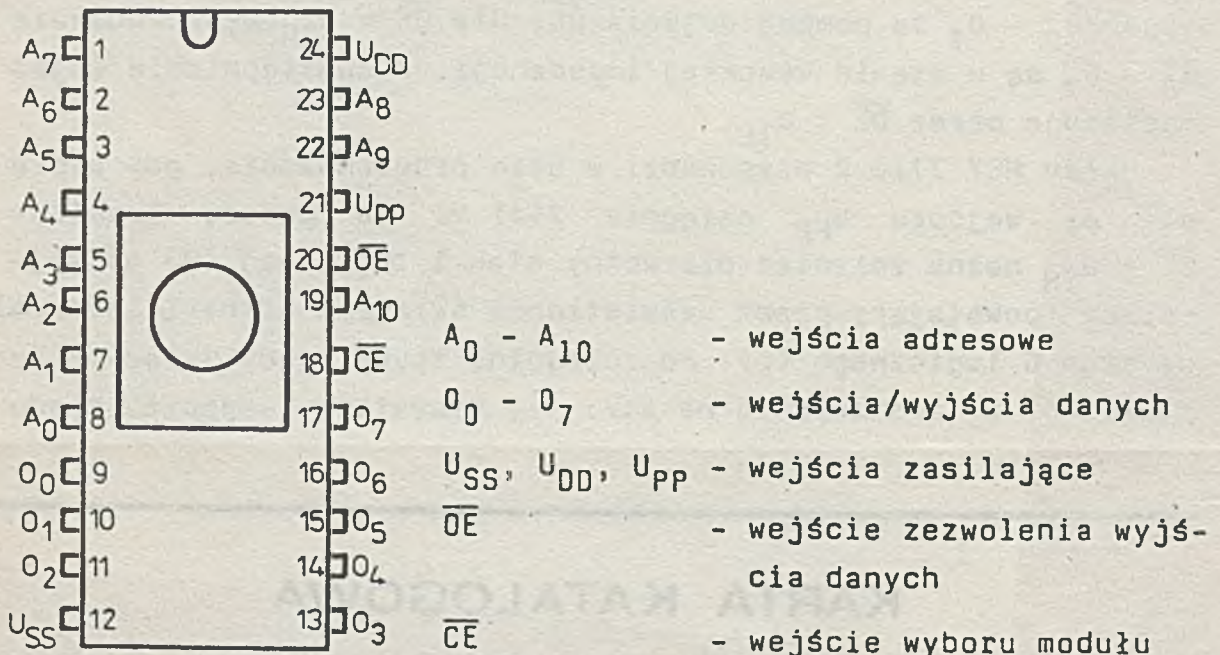 A7 1 24 UDD
A6 2 23 A8
A5 3 22 A9
A4 4 21 UPP
A3 5 20 OE
A2 6 19 A10
A1 7 18 CE
A0 8 17 O7
O0 9 16 O6
O1 10 15 O5
O2 11 14 O4
USS 12 13 O3
A0 - A10 - wejścia adresowe
O0 - O7 - wejścia/wyjścia danych
USS, UDD, UPP - wejścia zasilające
OE - wejście zezwolenia wyjś-
cia danych
CE - wejście wyboru modułu